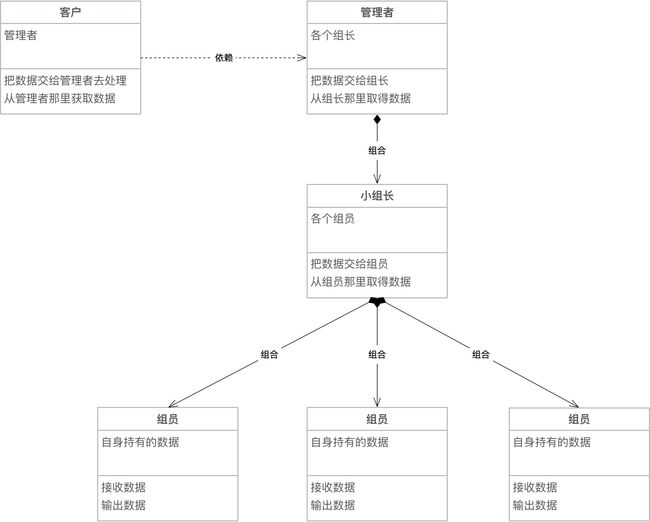 客户
管理者
把数据交给管理者去处理
从管理者那里获取数据
依赖
管理者
各个组长
把数据交给组长
从组长那里取得数据
组合
小组长
各个组员
把数据交给组员
从组员那里取得数据
组合
组合
组合
组员
自身持有的数据
接收数据
输出数据
组员
自身持有的数据
接收数据
输出数据
组员
自身持有的数据
接收数据
输出数据